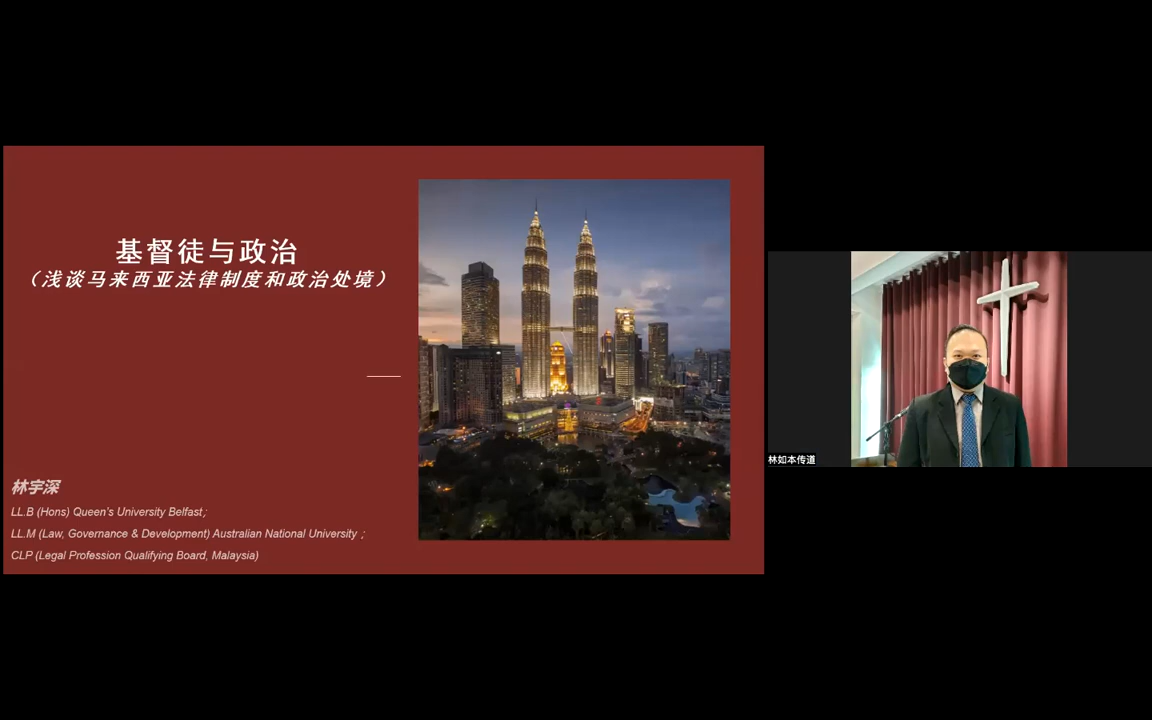 基督徒与政治
（浅谈马来西亚法律制度和政治处境）
林宇深
LL.B (Hons) Queen's University Belfast;
LL.M (Law, Governance & Development) Australian National University ;
CLP (Legal Profession Qualifying Board, Malaysia)
林如本传道